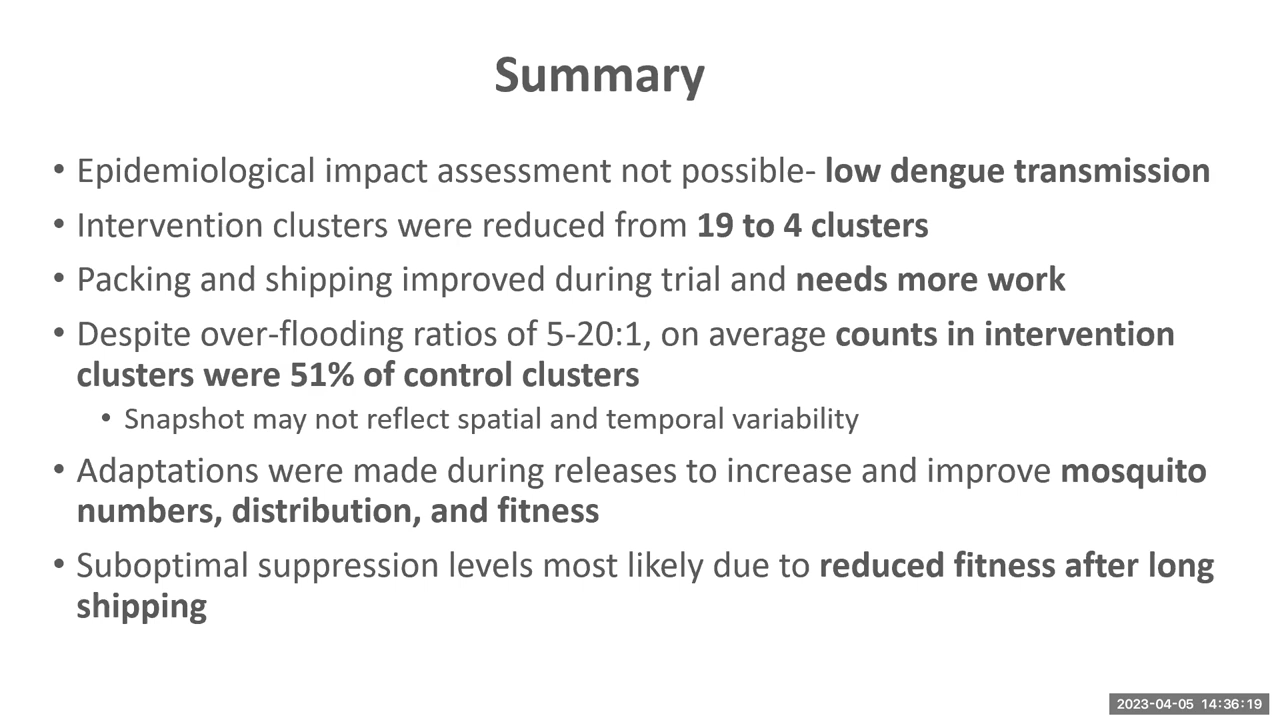 Summary
• Epidemiological impact assessment not possible- low dengue transmission
• Intervention clusters were reduced from 19 to 4 clusters
• Packing and shipping improved during trial and needs more work
• Despite over-flooding ratios of 5-20:1, on average counts in intervention
clusters were 51% of control clusters
• Snapshot may not reflect spatial and temporal variability
• Adaptations were made during releases to increase and improve mosquito
numbers, distribution, and fitness
• Suboptimal suppression levels most likely due to reduced fitness after long
shipping
2023-04-05 14:36:19